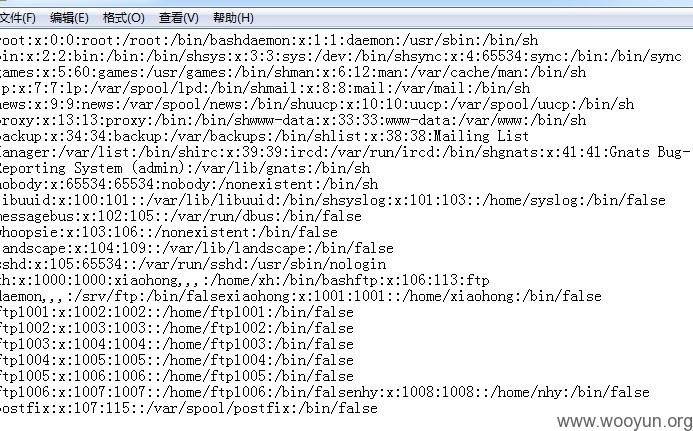 文件(F) 编辑(E) 格式(O) 查看(V) 帮助(H)
root:x:0:0:root:/root:/bin/bashdaemon:x:1:1:daemon:/usr/sbin:/bin/sh
bin:x:2:2:bin:/bin:/bin/shsys:x:3:3:sys:/dev:/bin/shsync:x:4:65534:sync:/bin:/bin/sync
games:x:5:60:games:/usr/games:/bin/shman:x:6:12:man:/var/cache/man:/bin/sh
lp:x:7:7:lp:/var/spool/lpd:/bin/shmail:x:8:8:mail:/var/mail:/bin/sh
news:x:9:9:news:/var/spool/news:/bin/shuucp:x:10:10:uucp:/var/spool/uucp:/bin/sh
proxy:x:13:13:proxy:/bin:/bin/shwww-data:x:33:33:www-data:/var/www:/bin/sh
backup:x:34:34:backup:/var/backups:/bin/shlist:x:38:38:Mailing List
Manager:/var/list:/bin/shirc:x:39:39:ircd:/var/run/ircd:/bin/shgnats:x:41:41:Gnats Bug-
Reporting System (admin):/var/lib/gnats:/bin/sh
nobody:x:65534:65534:nobody:/nonexistent:/bin/sh
libuuid:x:100:101::/var/lib/libuuid:/bin/shsyslog:x:101:103::/home/syslog:/bin/false
messagebus:x:102:105::/var/run/dbus:/bin/false
whoopsie:x:103:106::/nonexistent:/bin/false
landscape:x:104:109::/var/lib/landscape:/bin/false
sshd:x:105:65534::/var/run/sshd:/usr/sbin/nologin
xh:x:1000:1000:xiaohong,,,:/home/xh:/bin/bashftp:x:106:113:ftp
daemon,,,:/srv/ftp:/bin/falsexiaohong:x:1001:1001::/home/xiaohong:/bin/false
ftp1001:x:1002:1002::/home/ftp1001:/bin/false
ftp1002:x:1003:1003::/home/ftp1002:/bin/false
ftp1003:x:1004:1004::/home/ftp1003:/bin/false
ftp1004:x:1005:1005::/home/ftp1004:/bin/false
ftp1005:x:1006:1006::/home/ftp1005:/bin/false
ftp1006:x:1007:1007::/home/ftp1006:/bin/falsenhy:x:1008:1008::/home/nhy:/bin/false
postfix:x:107:115::/var/spool/postfix:/bin/false
www.wooyun.org